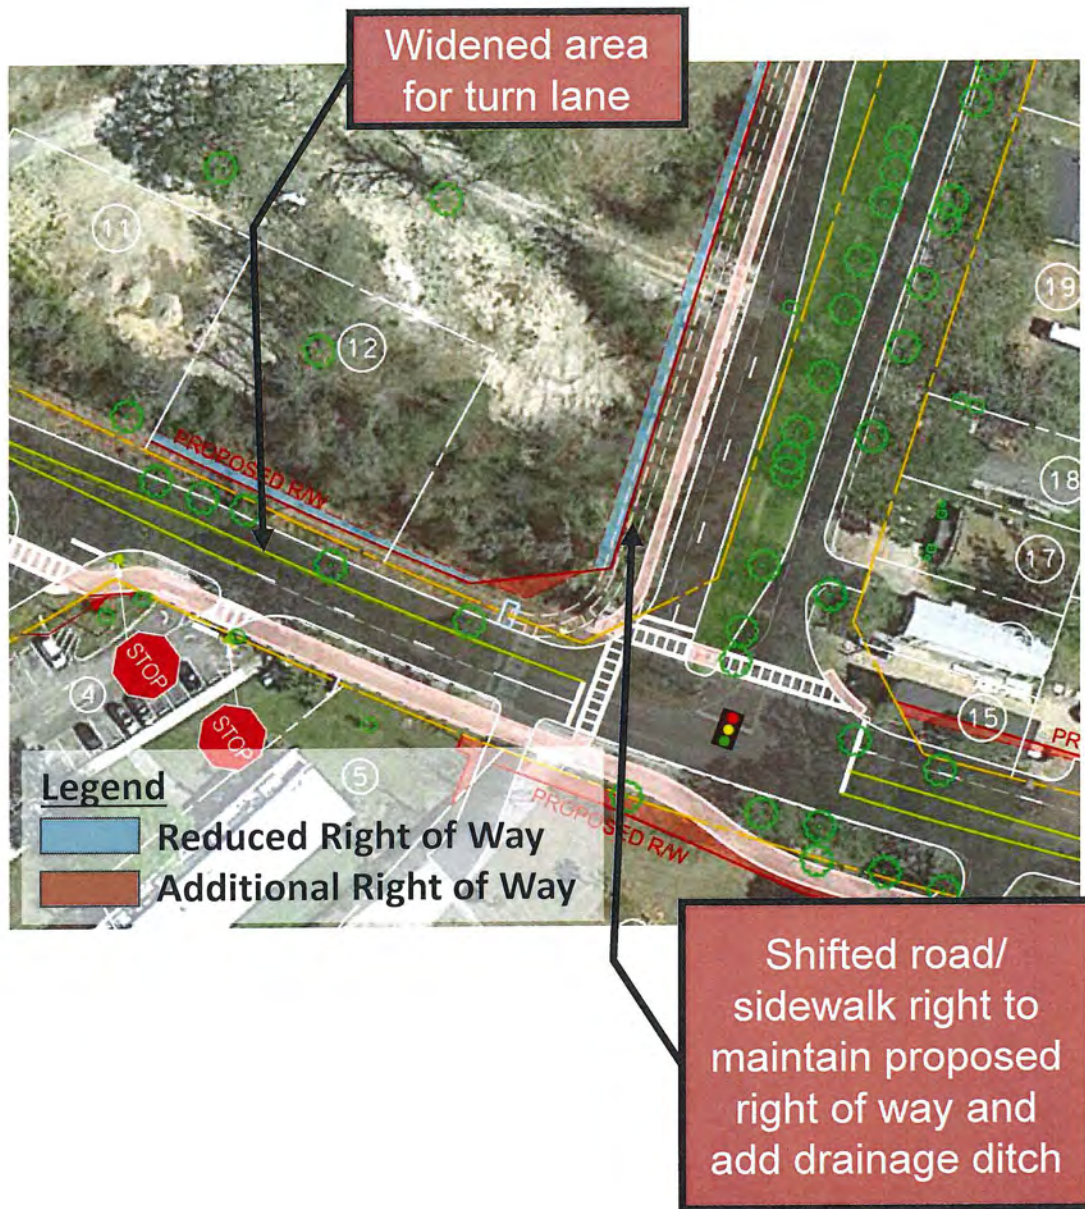 Widened area
for turn lane
11
12
19
PROPOSED R/W
18
17
STOP
4
15
PR
STOP
5
Legend
PROPOSED R/W
Reduced Right of Way
Additional Right of Way
Shifted road/
sidewalk right to
maintain proposed
right of way and
add drainage ditch